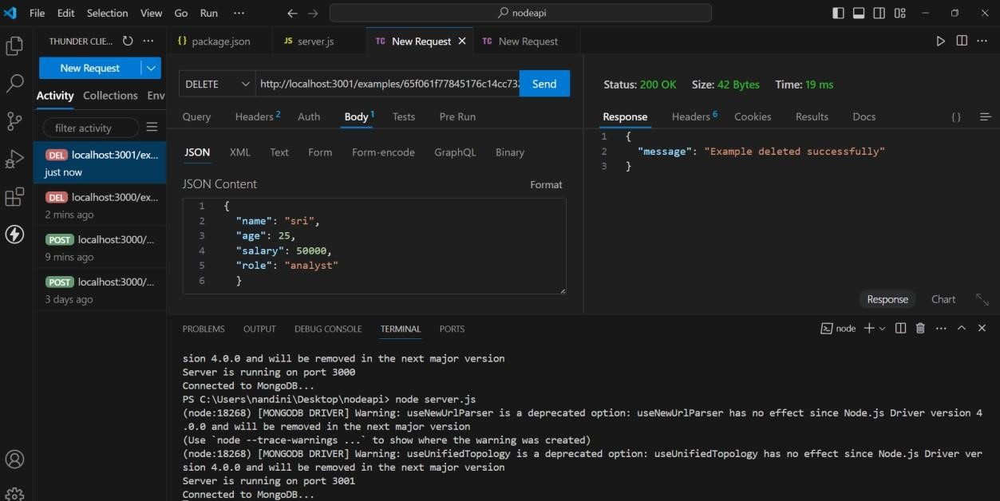 File Edit Selection View Go Run ··· nodeapi
THUNDER CLIE... ···
New Request
Activity Collections Env
filter activity
DEL localhost:3001/ex...
just now
DEL localhost:3000/ex...
2 mins ago
POST localhost:3000/...
9 mins ago
POST localhost:3000/...
3 days ago
{} package.json JS server.js TC New Request TC New Request
DELETE http://localhost:3001/examples/65f061f77845176c14cc73 Send
Query Headers 2 Auth Body 1 Tests Pre Run
JSON XML Text Form Form-encode GraphQL Binary
JSON Content Format
1 {
2 "name": "sri",
3 "age": 25,
4 "salary": 50000,
5 "role": "analyst"
6 }
Status: 200 OK Size: 42 Bytes Time: 19 ms
Response Headers 6 Cookies Results Docs {}
1 {
2 "message": "Example deleted successfully"
3 }
Response Chart
PROBLEMS OUTPUT DEBUG CONSOLE TERMINAL PORTS node
sion 4.0.0 and will be removed in the next major version
Server is running on port 3000
Connected to MongoDB...
PS C:\Users\nandini\Desktop\nodeapi> node server.js
(node:18268) [MONGODB DRIVER] Warning: useNewUrlParser is a deprecated option: useNewUrlParser has no effect since Node.js Driver version 4
.0.0 and will be removed in the next major version
(Use `node --trace-warnings ...` to show where the warning was created)
(node:18268) [MONGODB DRIVER] Warning: useUnifiedTopology is a deprecated option: useUnifiedTopology has no effect since Node.js Driver ver
sion 4.0.0 and will be removed in the next major version
Server is running on port 3001
Connected to MongoDB...